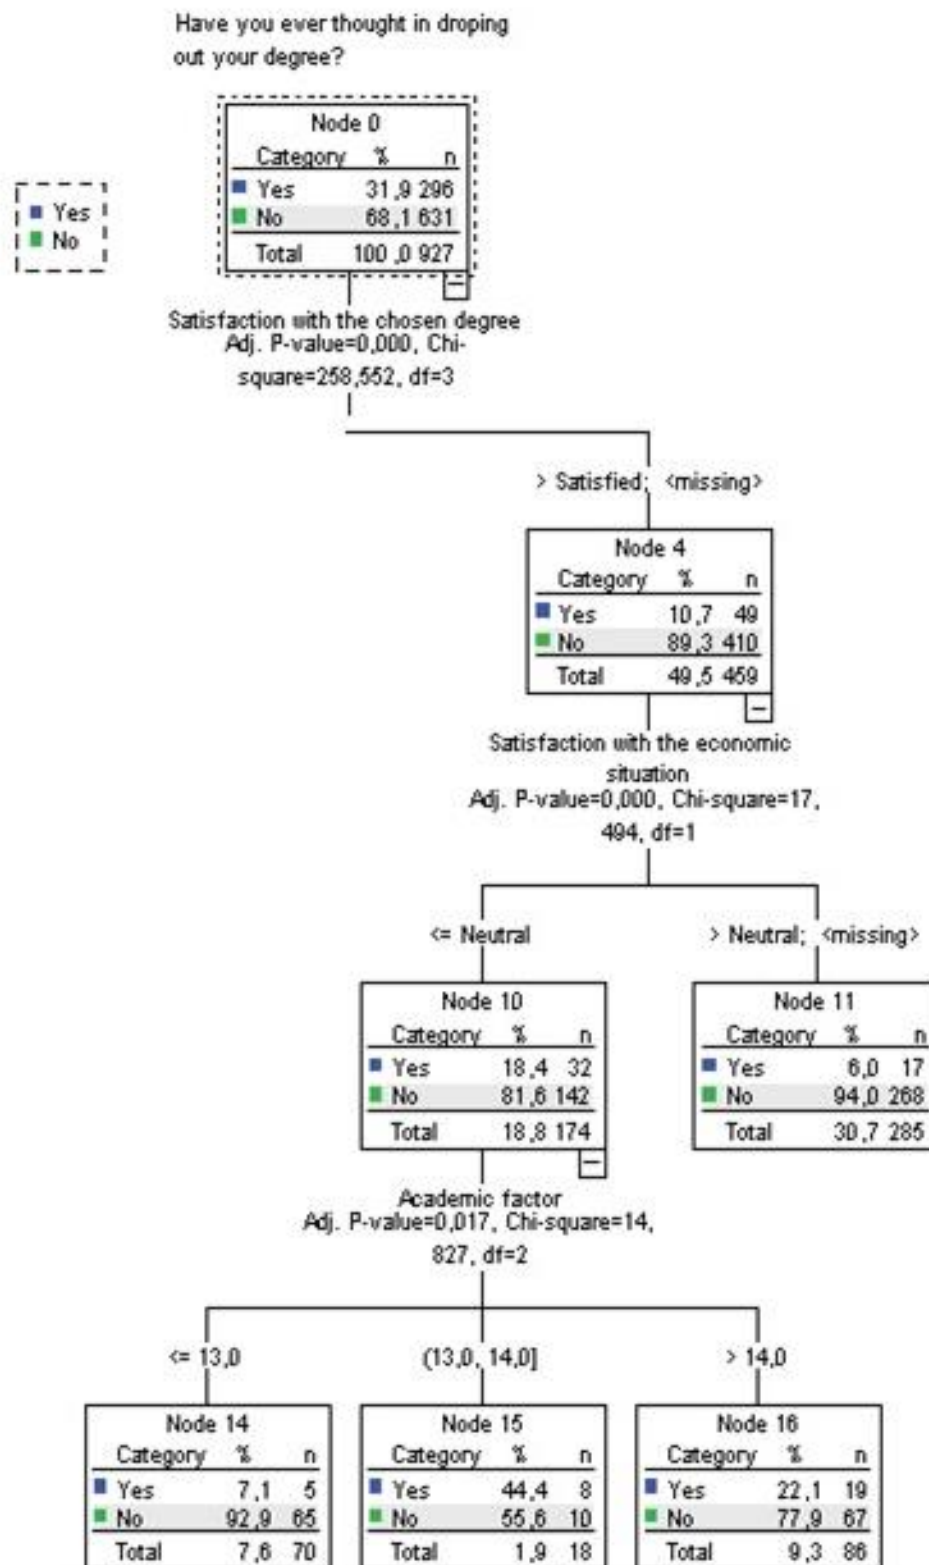 Have you ever thought in droping
out your degree?
Node 0
Category % n
Yes 31,9 296
No 68,1 631
Total 100,0 927
Yes
No
Satisfaction with the chosen degree
Adj. P-value=0,000, Chi-
square=258,552, df=3
> Satisfied; <missing>
Node 4
Category % n
Yes 10,7 49
No 89,3 410
Total 49,5 459
Satisfaction with the economic
situation
Adj. P-value=0,000, Chi-square=17,
494, df=1
<= Neutral
> Neutral; <missing>
Node 10
Category % n
Yes 18,4 32
No 81,6 142
Total 18,8 174
Node 11
Category % n
Yes 6,0 17
No 94,0 268
Total 30,7 285
Academic factor
Adj. P-value=0,017, Chi-square=14,
827, df=2
<= 13,0
(13,0, 14,0]
> 14,0
Node 14
Category % n
Yes 7,1 5
No 92,9 65
Total 7,6 70
Node 15
Category % n
Yes 44,4 8
No 55,6 10
Total 1,9 18
Node 16
Category % n
Yes 22,1 19
No 77,9 67
Total 9,3 86